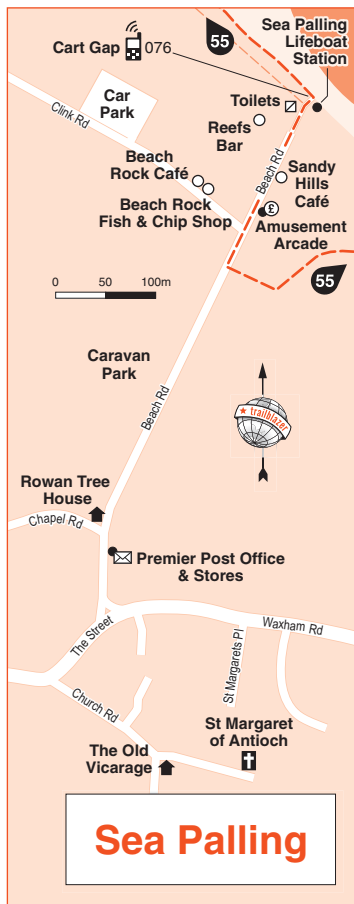 Sea Palling
Lifeboat
Station
Cart Gap
076
55
Car
Park
Toilets
Clink Rd
Reefs
Bar
Beach Rd
Beach
Rock Café
Sandy
Hills
Café
Beach Rock
Fish & Chip Shop
£
Amusement
Arcade
0 50 100m
55
Caravan
Park
Beach Rd
trailblazer
Rowan Tree
House
Chapel Rd
Premier Post Office
& Stores
The Street
Waxham Rd
St Margarets Pl
Church Rd
St Margaret
of Antioch
The Old
Vicarage
Sea Palling